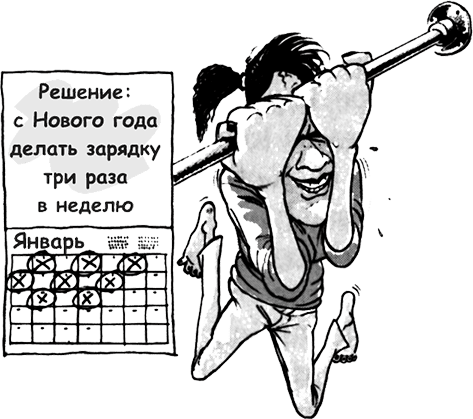 Решение:
с Нового года
делать зарядку
три раза
в неделю
Январь